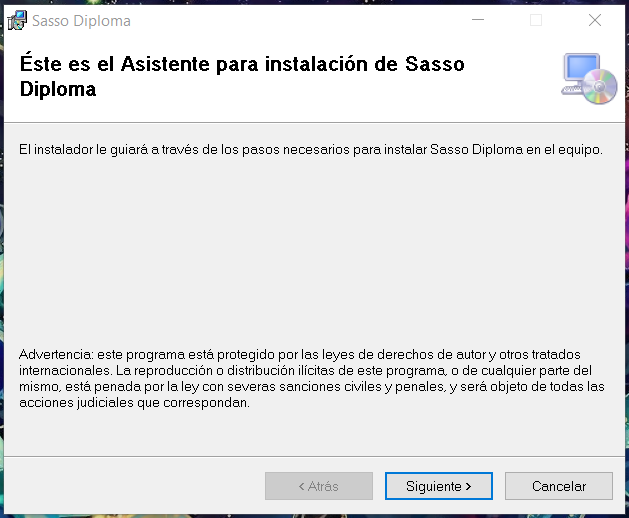 Sasso Diploma
Éste es el Asistente para instalación de Sasso
Diploma
El instalador le guiará a través de los pasos necesarios para instalar Sasso Diploma en el equipo.
Advertencia: este programa está protegido por las leyes de derechos de autor y otros tratados
internacionales. La reproducción o distribución ilícitas de este programa, o de cualquier parte del
mismo, está penada por la ley con severas sanciones civiles y penales, y será objeto de todas las
acciones judiciales que correspondan.
< Atrás Siguiente > Cancelar